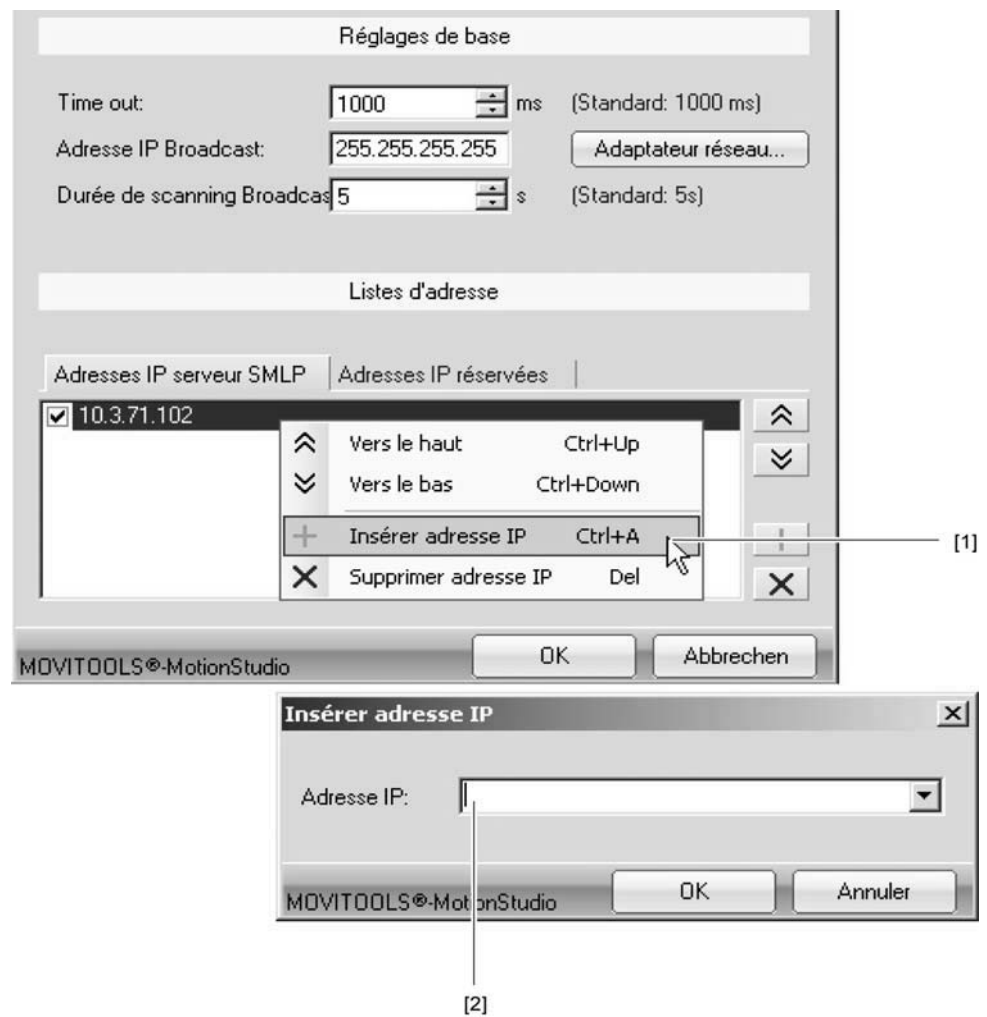 Réglages de base
Time out: 1000 ms (Standard: 1000 ms)
Adresse IP Broadcast: 255.255.255.255 Adaptateur réseau...
Durée de scanning Broadcas 5 s (Standard: 5s)
Listes d'adresse
Adresses IP serveur SMLP Adresses IP réservées
10.3.71.102
Vers le haut Ctrl+Up
Vers le bas Ctrl+Down
Insérer adresse IP Ctrl+A [1]
Supprimer adresse IP Del
MOVITOOLS®-MotionStudio OK Abbrechen
Insérer adresse IP
Adresse IP:
MOVITOOLS®-MotionStudio OK Annuler
[2]